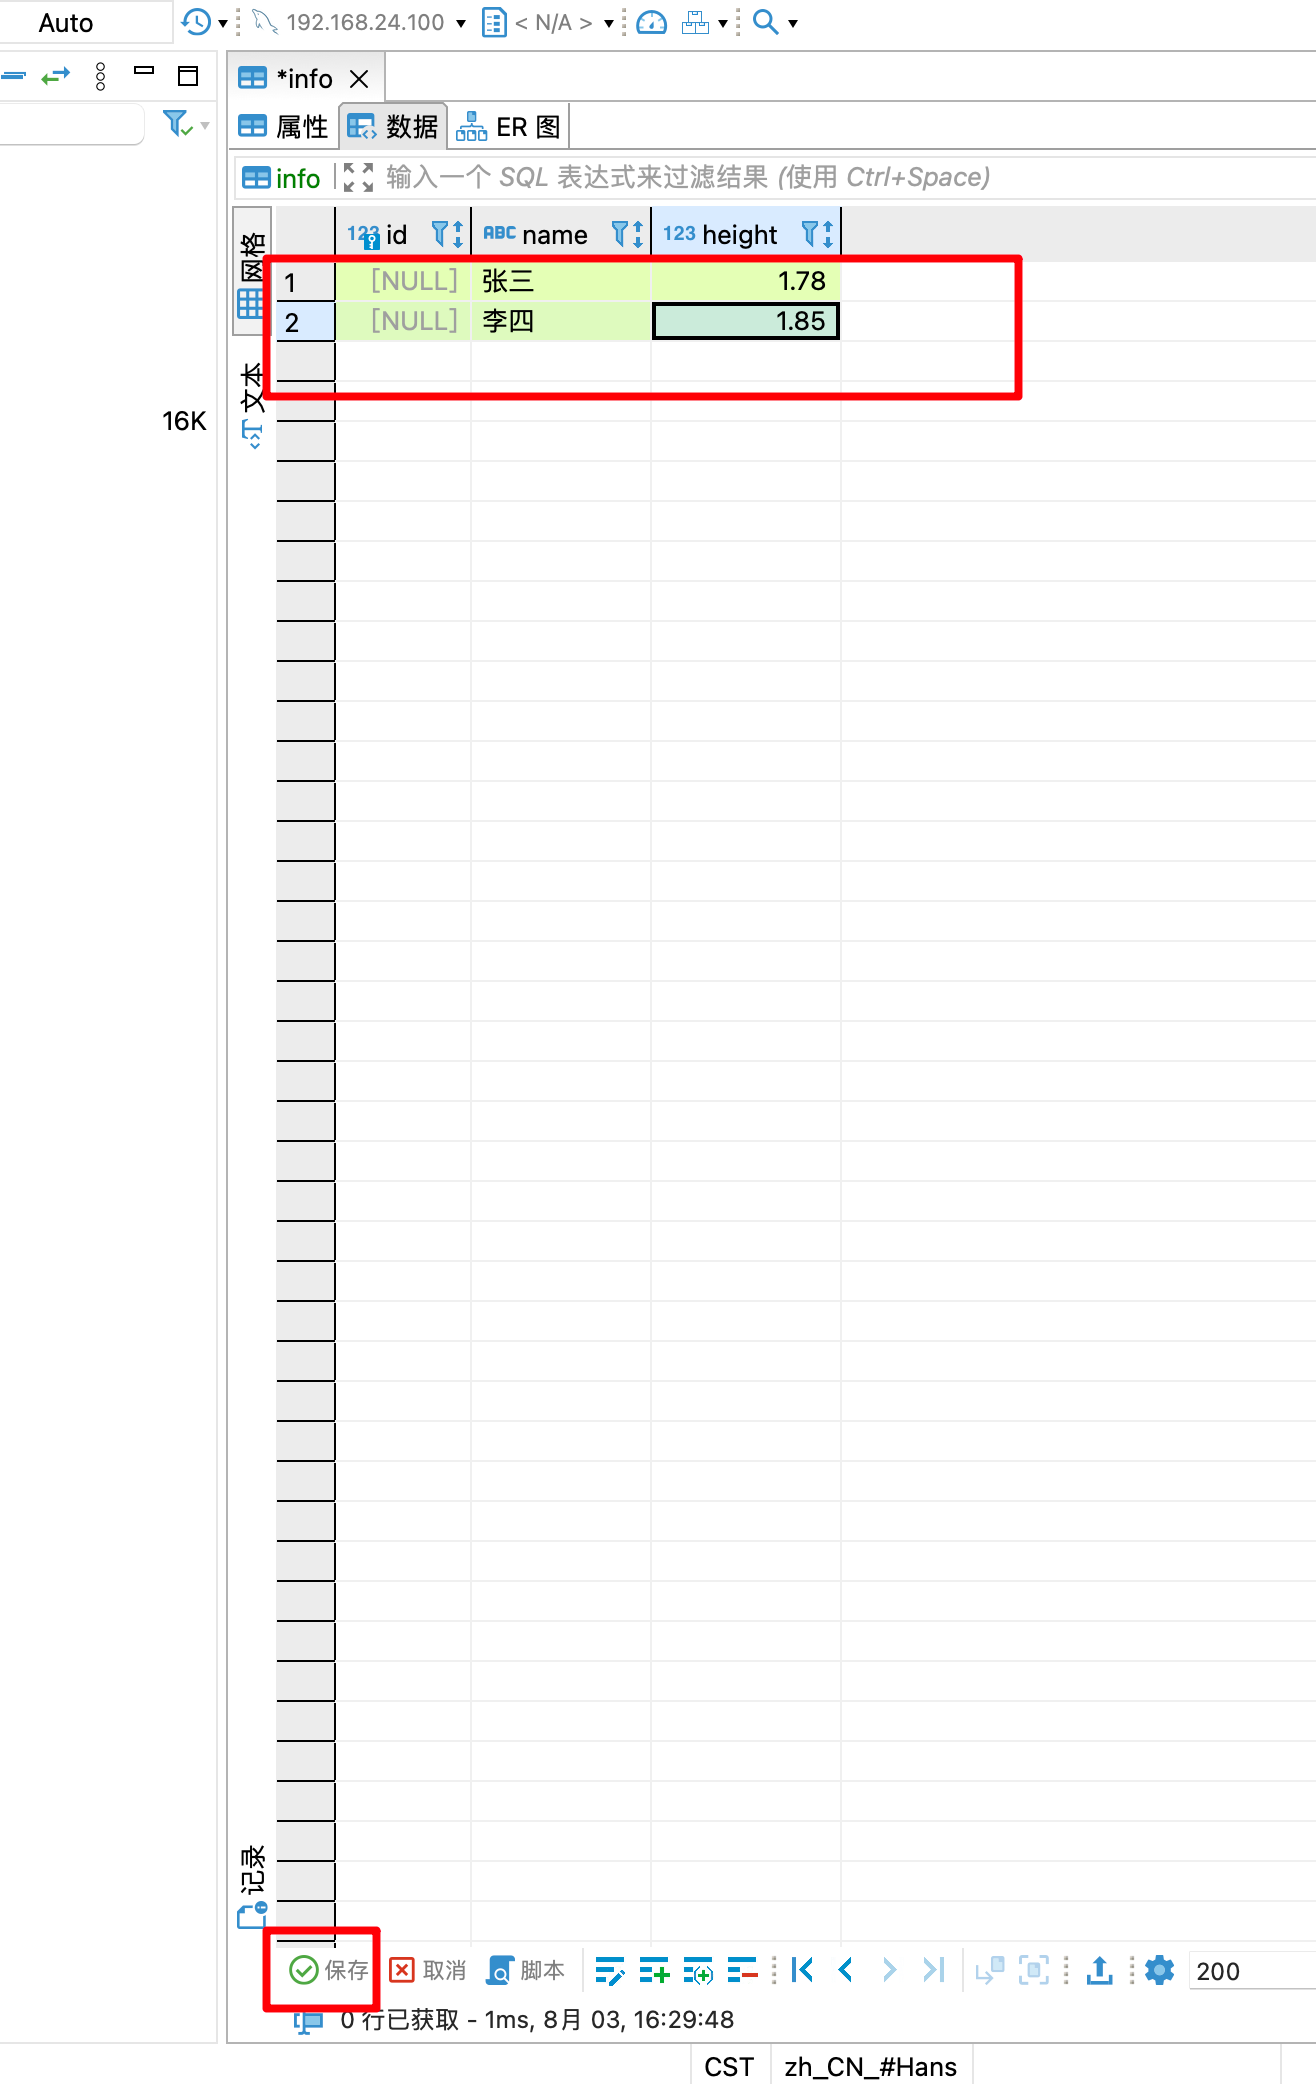 Auto 192.168.24.100 < N/A >
*info
属性 数据 ER 图
info 输入一个 SQL 表达式来过滤结果 (使用 Ctrl+Space)
网格
123 id ABC name 123 height
1 [NULL] 张三 1.78
2 [NULL] 李四 1.85
文本
16K
记录
保存 取消 脚本 200
0 行已获取 - 1ms, 8月 03, 16:29:48
CST zh_CN_#Hans